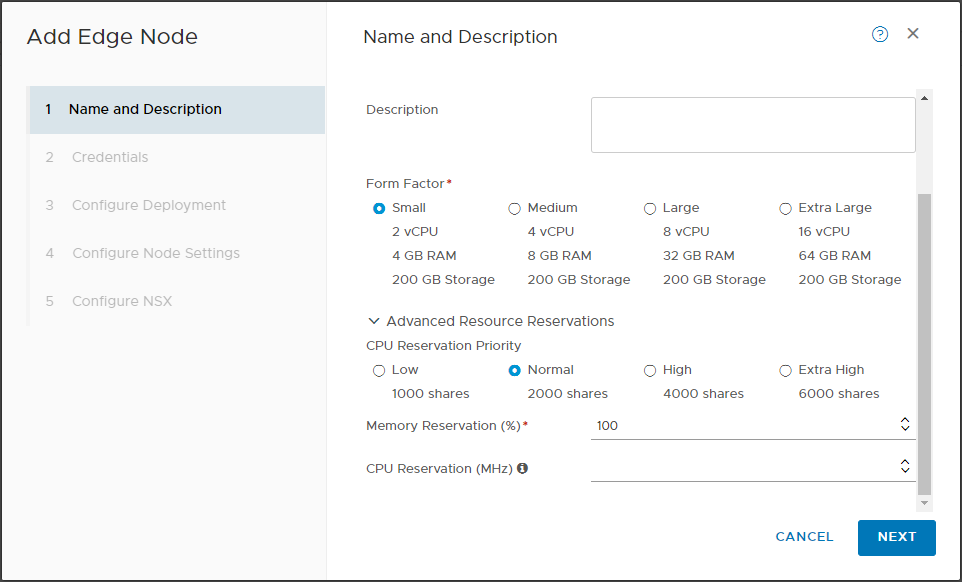 Add Edge Node
1 Name and Description
2 Credentials
3 Configure Deployment
4 Configure Node Settings
5 Configure NSX
Name and Description
?
Description
Form Factor*
Small Medium Large Extra Large
2 vCPU 4 vCPU 8 vCPU 16 vCPU
4 GB RAM 8 GB RAM 32 GB RAM 64 GB RAM
200 GB Storage 200 GB Storage 200 GB Storage 200 GB Storage
Advanced Resource Reservations
CPU Reservation Priority
Low Normal High Extra High
1000 shares 2000 shares 4000 shares 6000 shares
Memory Reservation (%)* 100
CPU Reservation (MHz)
CANCEL NEXT